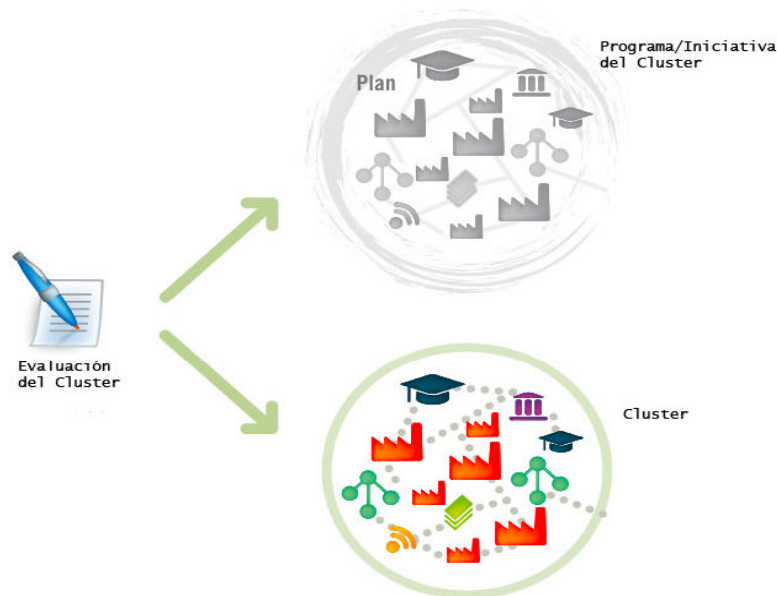 Programa/Iniciativa
del Cluster
Plan
Evaluación
del Cluster
Cluster